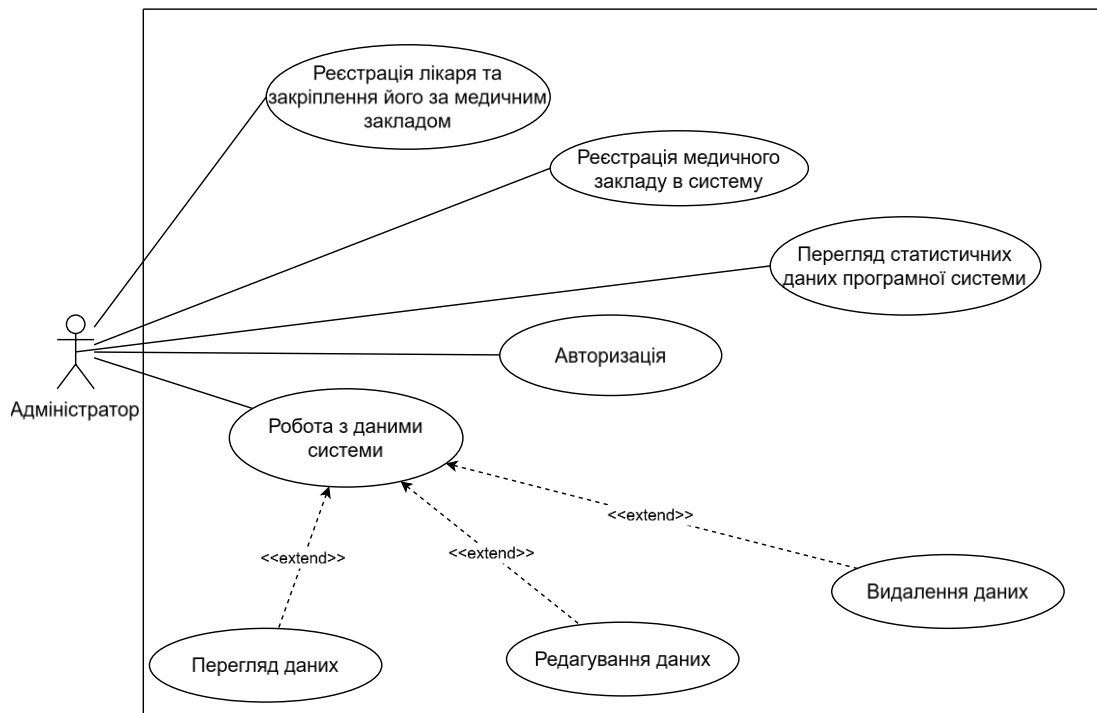 Реєстрація лікаря та
закріплення його за медичним
закладом
Реєстрація медичного
закладу в систему
Перегляд статистичних
даних програмної системи
Авторизація
Адміністратор
Робота з даними
системи
<<extend>>
<<extend>>
<<extend>>
Видалення даних
Перегляд даних
Редагування даних